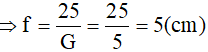 ⇒ f = 25/G = 25/5 = 5(cm)